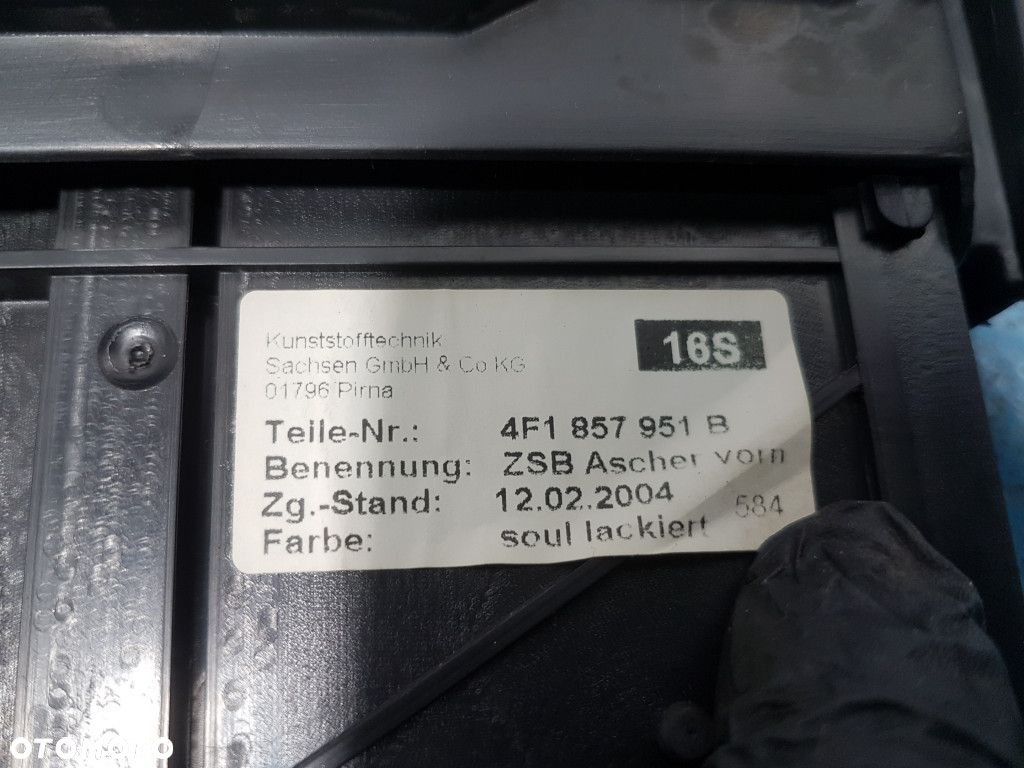 Kunststofftechnik
Sachsen GmbH & Co KG
01796 Pirna
16S
Teile-Nr.: 4F1 857 951 B
Benennung: ZSB Ascher vorn
Zg.-Stand: 12.02.2004
584
Farbe: soul lackiert
OTOMOTO